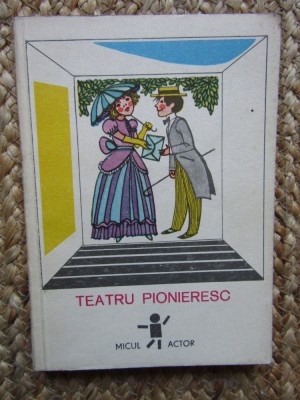 TEATRU PIONIERESC
MICUL ACTOR